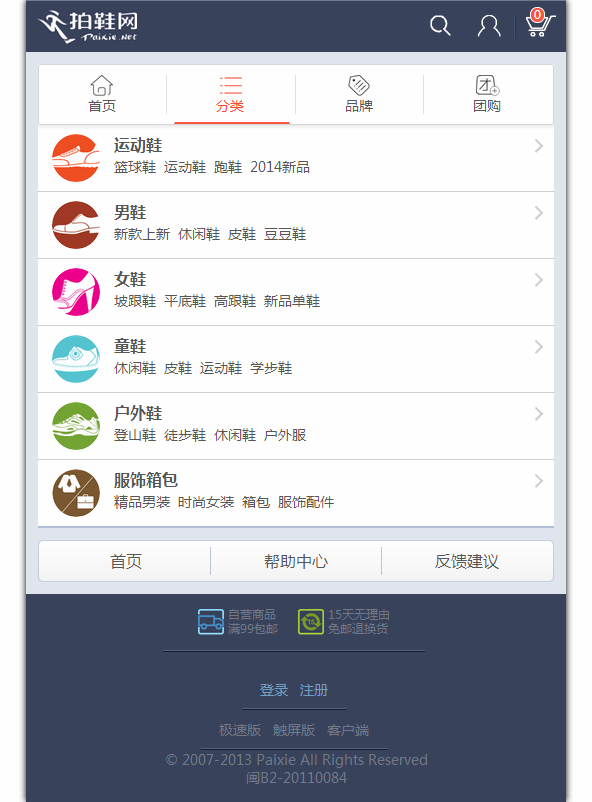 拍鞋网
Paixie.net
0
首页 分类 品牌 团 团购
运动鞋
篮球鞋 运动鞋 跑鞋 2014新品
男鞋
新款上新 休闲鞋 皮鞋 豆豆鞋
女鞋
坡跟鞋 平底鞋 高跟鞋 新品单鞋
童鞋
休闲鞋 皮鞋 运动鞋 学步鞋
户外鞋
登山鞋 徒步鞋 休闲鞋 户外服
服饰箱包
精品男装 时尚女装 箱包 服饰配件
首页 帮助中心 反馈建议
自营商品
满99包邮
15
15天无理由
免邮退换货
登录 注册
极速版 触屏版 客户端
© 2007-2013 Paixie All Rights Reserved
闽B2-20110084